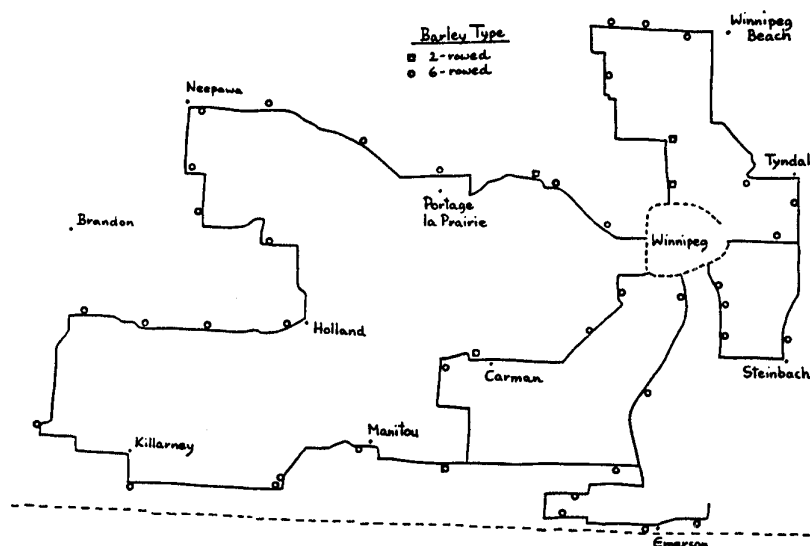 Barley Type
2-rowed
6-rowed
Winnipeg
Beach
Neepawa
Tyndal
Portage
la Prairie
Brandon
Winnipeg
Holland
Carman
Steinbach
Manitou
Killarney
Emerson